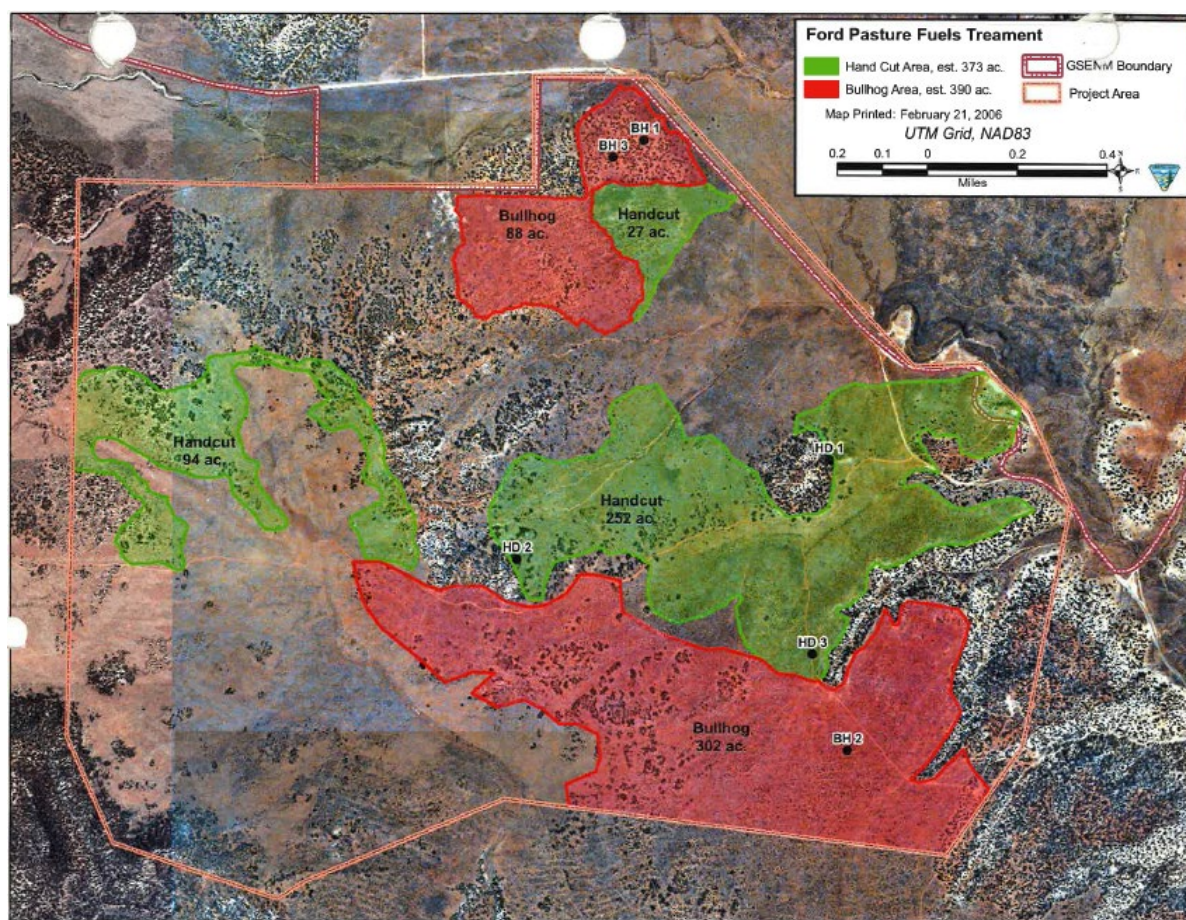 Ford Pasture Fuels Treament
Hand Cut Area, est. 373 ac.
GSENM Boundary
Bullhog Area, est. 390 ac.
Project Area
Map Printed: February 21, 2006
UTM Grid, NAD83
0.2 0.1 0 0.2 0.4
Miles
BH 1
BH 3
Bullhog
88 ac.
Handcut
27 ac.
Handcut
94 ac.
HD 1
Handcut
252 ac.
HD 2
HD 3
Bullhog
302 ac.
BH 2